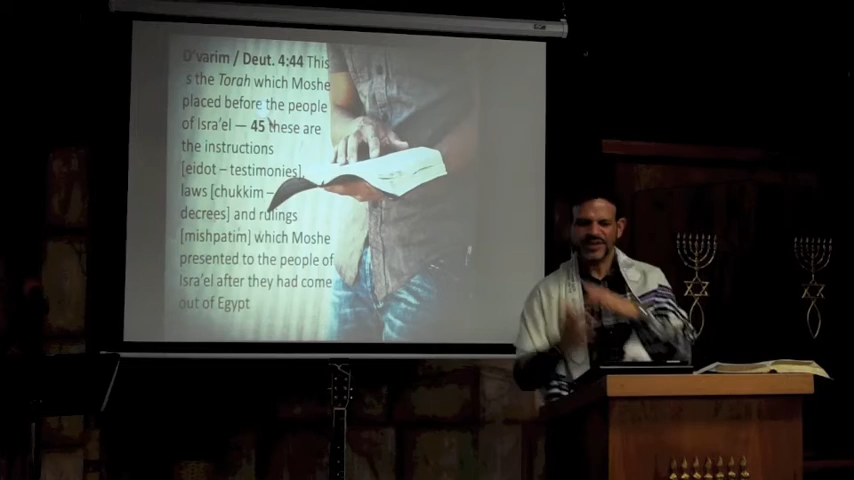 D'varim / Deut. 4:44 This
s the Torah which Moshe
placed before the people
of Isra'el — 45 these are
the instructions
[eidot – testimonies],
laws [chukkim –
decrees] and rulings
[mishpatim] which Moshe
presented to the people of
Isra'el after they had come
out of Egypt